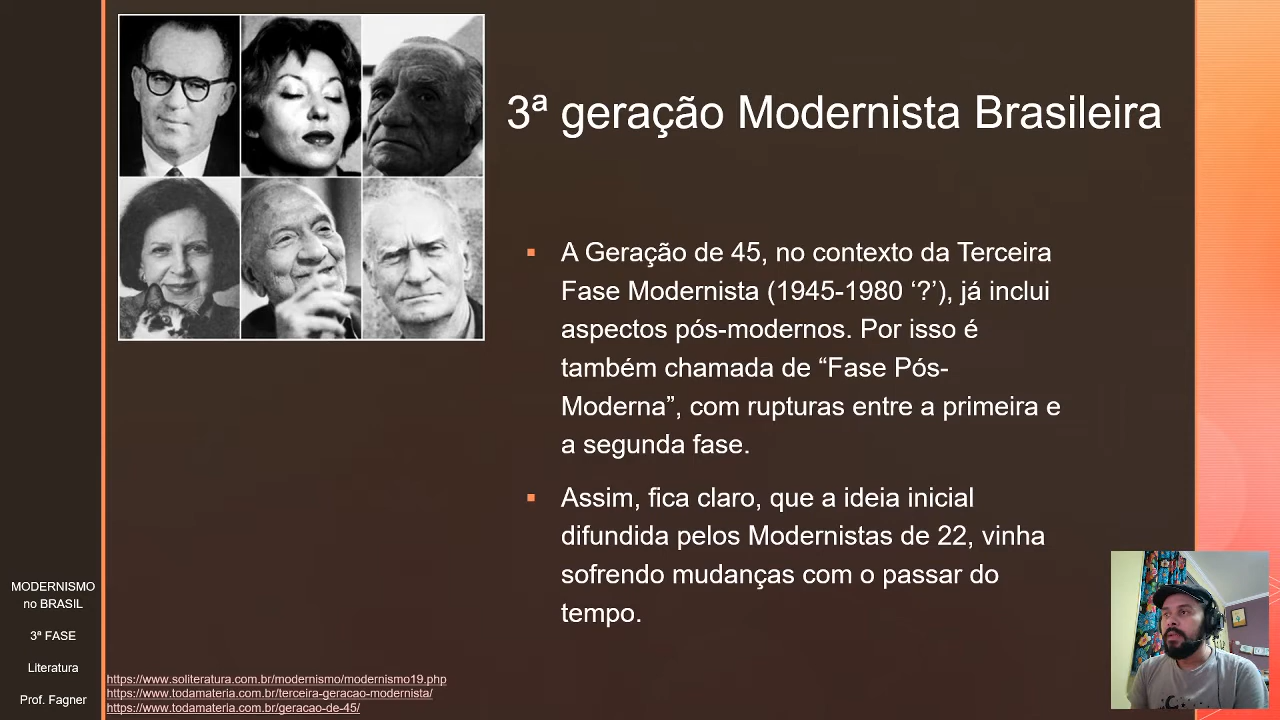 3ª geração Modernista Brasileira
A Geração de 45, no contexto da Terceira
Fase Modernista (1945-1980 ‘?’), já inclui
aspectos pós-modernos. Por isso é
também chamada de “Fase Pós-
Moderna”, com rupturas entre a primeira e
a segunda fase.
Assim, fica claro, que a ideia inicial
difundida pelos Modernistas de 22, vinha
sofrendo mudanças com o passar do
tempo.
MODERNISMO
no BRASIL
3ª FASE
Literatura
Prof. Fagner
https://www.soliteratura.com.br/modernismo/modernismo19.php
https://www.todamateria.com.br/terceira-geracao-modernista/
https://www.todamateria.com.br/geracao-de-45/